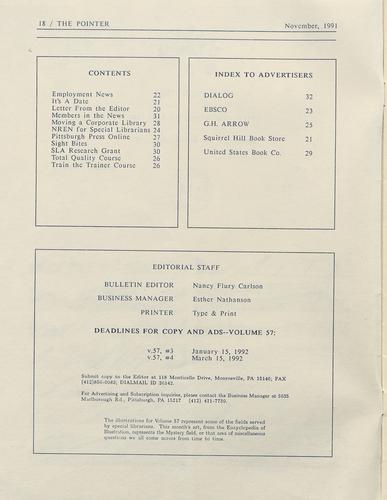 18 / THE POINTER
November, 1991
CONTENTS
Employment News 22
It's A Date 21
Letter From the Editor 20
Members in the News 31
Moving a Corporate Library 28
NREN for Special Librarians 24
Pittsburgh Press Online 27
Sight Bites 30
SLA Research Grant 30
Total Quality Course 26
Train the Trainer Course 26
INDEX TO ADVERTISERS
DIALOG 32
EBSCO 23
G.H. ARROW 25
Squirrel Hill Book Store 21
United States Book Co. 29
EDITORIAL STAFF
BULLETIN EDITOR Nancy Flury Carlson
BUSINESS MANAGER Esther Nathanson
PRINTER Type & Print
DEADLINES FOR COPY AND ADS--VOLUME 57:
v.57, #3 January 15, 1992
v.57, #4 March 15, 1992
Submit copy to the Editor at 118 Monticello Drive, Monroeville, PA 15146; FAX
DIALMAIL ID
For Advertising and Subscription inquiries, please contact the Business Manager at 5635
Marlborough Rd., Pittsburgh, PA 15217 (412) 421-7730.
The illustrations for Volume 57 represent some of the fields served
by special librarians. This month's art, from the Encyclopedia of
Illustration, represents the Mystery field, or that area of miscellaneous
questions we all come across from time to time.